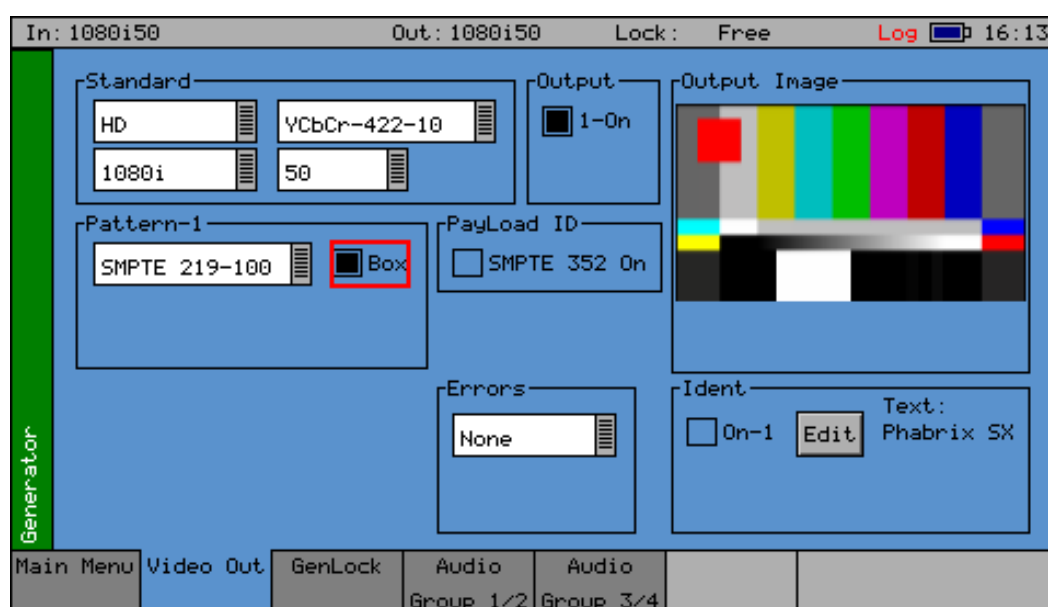 In: 1080i50 Out: 1080i50 Lock: Free Log 16:13
Standard
HD YCbCr-422-10
1080i 50
Output
1-On
Output Image
Pattern-1
SMPTE 219-100 Box
PayLoad ID
SMPTE 352 On
Errors
None
Ident
On-1 Edit Text:
Phabrix SX
Generator
Main Menu Video Out GenLock Audio Audio
Group 1/2 Group 3/4